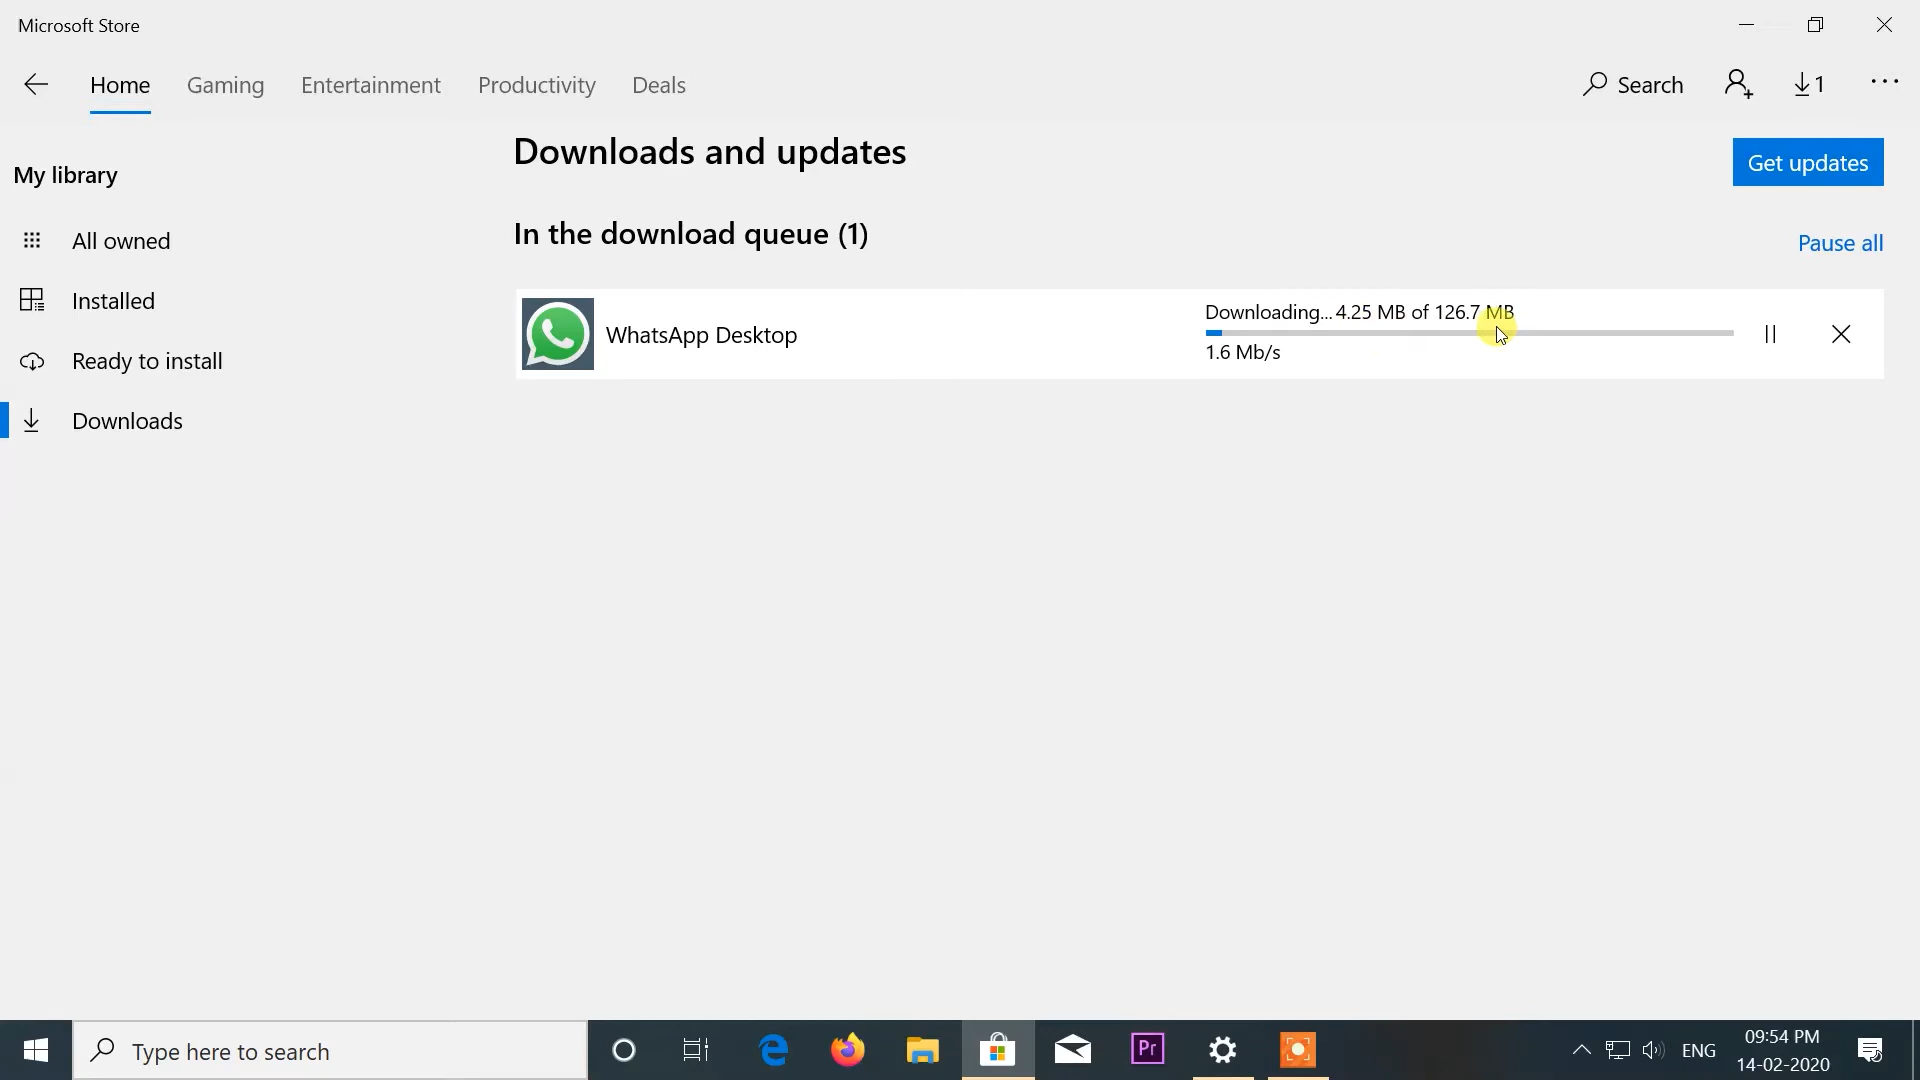 Microsoft Store
Home Gaming Entertainment Productivity Deals Search 1
My library
All owned
Installed
Ready to install
Downloads
Downloads and updates
Get updates
In the download queue (1)
Pause all
WhatsApp Desktop
Downloading... 4.25 MB of 126.7 MB
1.6 Mb/s
Type here to search
Pr
ENG
09:54 PM
14-02-2020